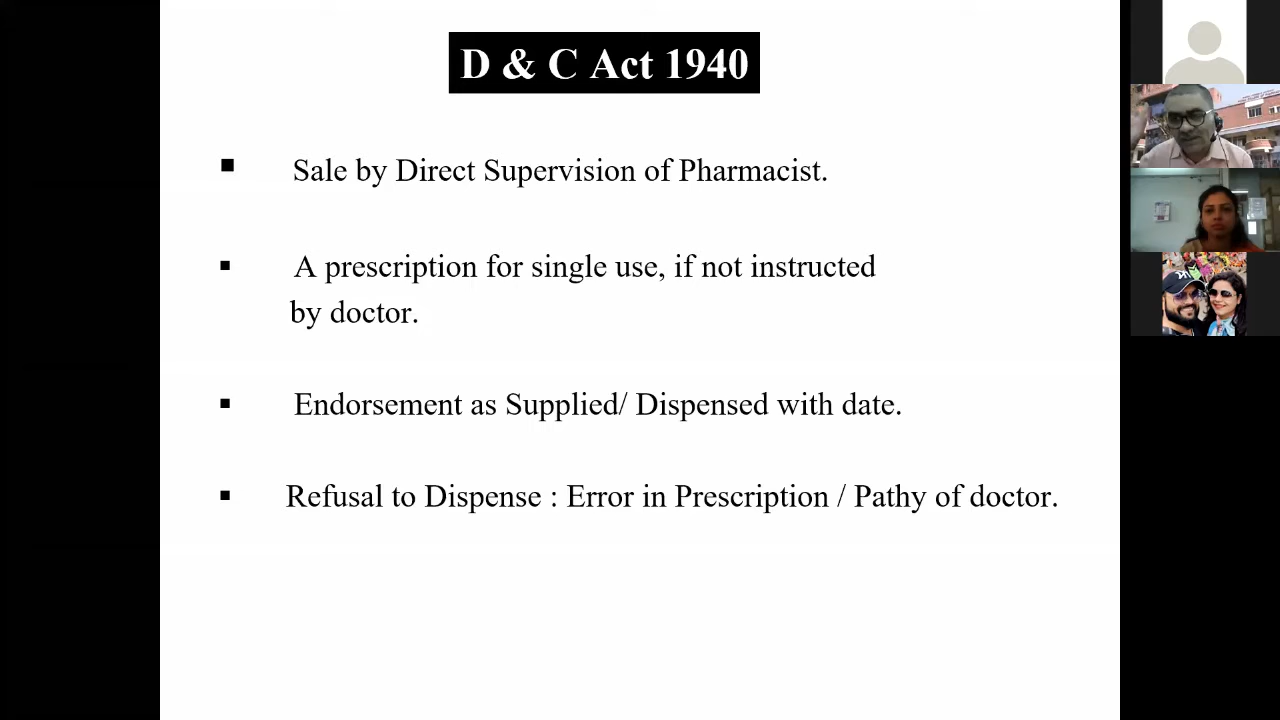 D & C Act 1940
▪ Sale by Direct Supervision of Pharmacist.
▪ A prescription for single use, if not instructed
by doctor.
▪ Endorsement as Supplied/ Dispensed with date.
▪ Refusal to Dispense : Error in Prescription / Pathy of doctor.